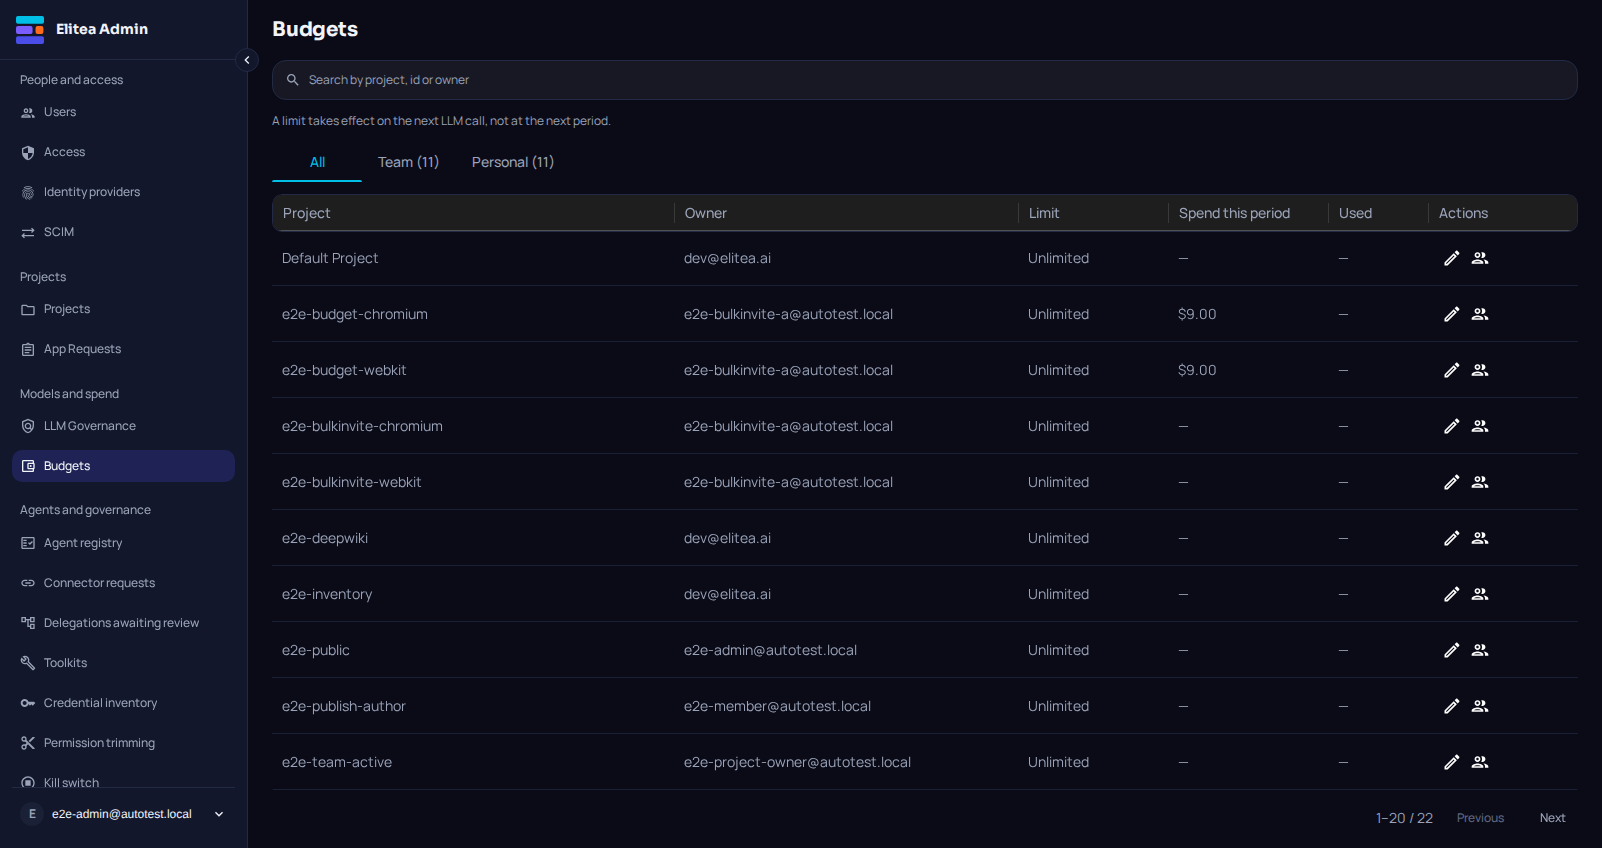 Elitea Admin
People and access
Users
Access
Identity providers
SCIM
Projects
Projects
App Requests
Models and spend
LLM Governance
Budgets
Agents and governance
Agent registry
Connector requests
Delegations awaiting review
Toolkits
Credential inventory
Permission trimming
Kill switch
E e2e-admin@autotest.local
Budgets
Search by project, id or owner
A limit takes effect on the next LLM call, not at the next period.
All Team (11) Personal (11)
Project Owner Limit Spend this period Used Actions
Default Project dev@elitea.ai Unlimited — —
e2e-budget-chromium e2e-bulkinvite-a@autotest.local Unlimited $9.00 —
e2e-budget-webkit e2e-bulkinvite-a@autotest.local Unlimited $9.00 —
e2e-bulkinvite-chromium e2e-bulkinvite-a@autotest.local Unlimited — —
e2e-bulkinvite-webkit e2e-bulkinvite-a@autotest.local Unlimited — —
e2e-deepwiki dev@elitea.ai Unlimited — —
e2e-inventory dev@elitea.ai Unlimited — —
e2e-public e2e-admin@autotest.local Unlimited — —
e2e-publish-author e2e-member@autotest.local Unlimited — —
e2e-team-active e2e-project-owner@autotest.local Unlimited — —
1–20 / 22 Previous Next